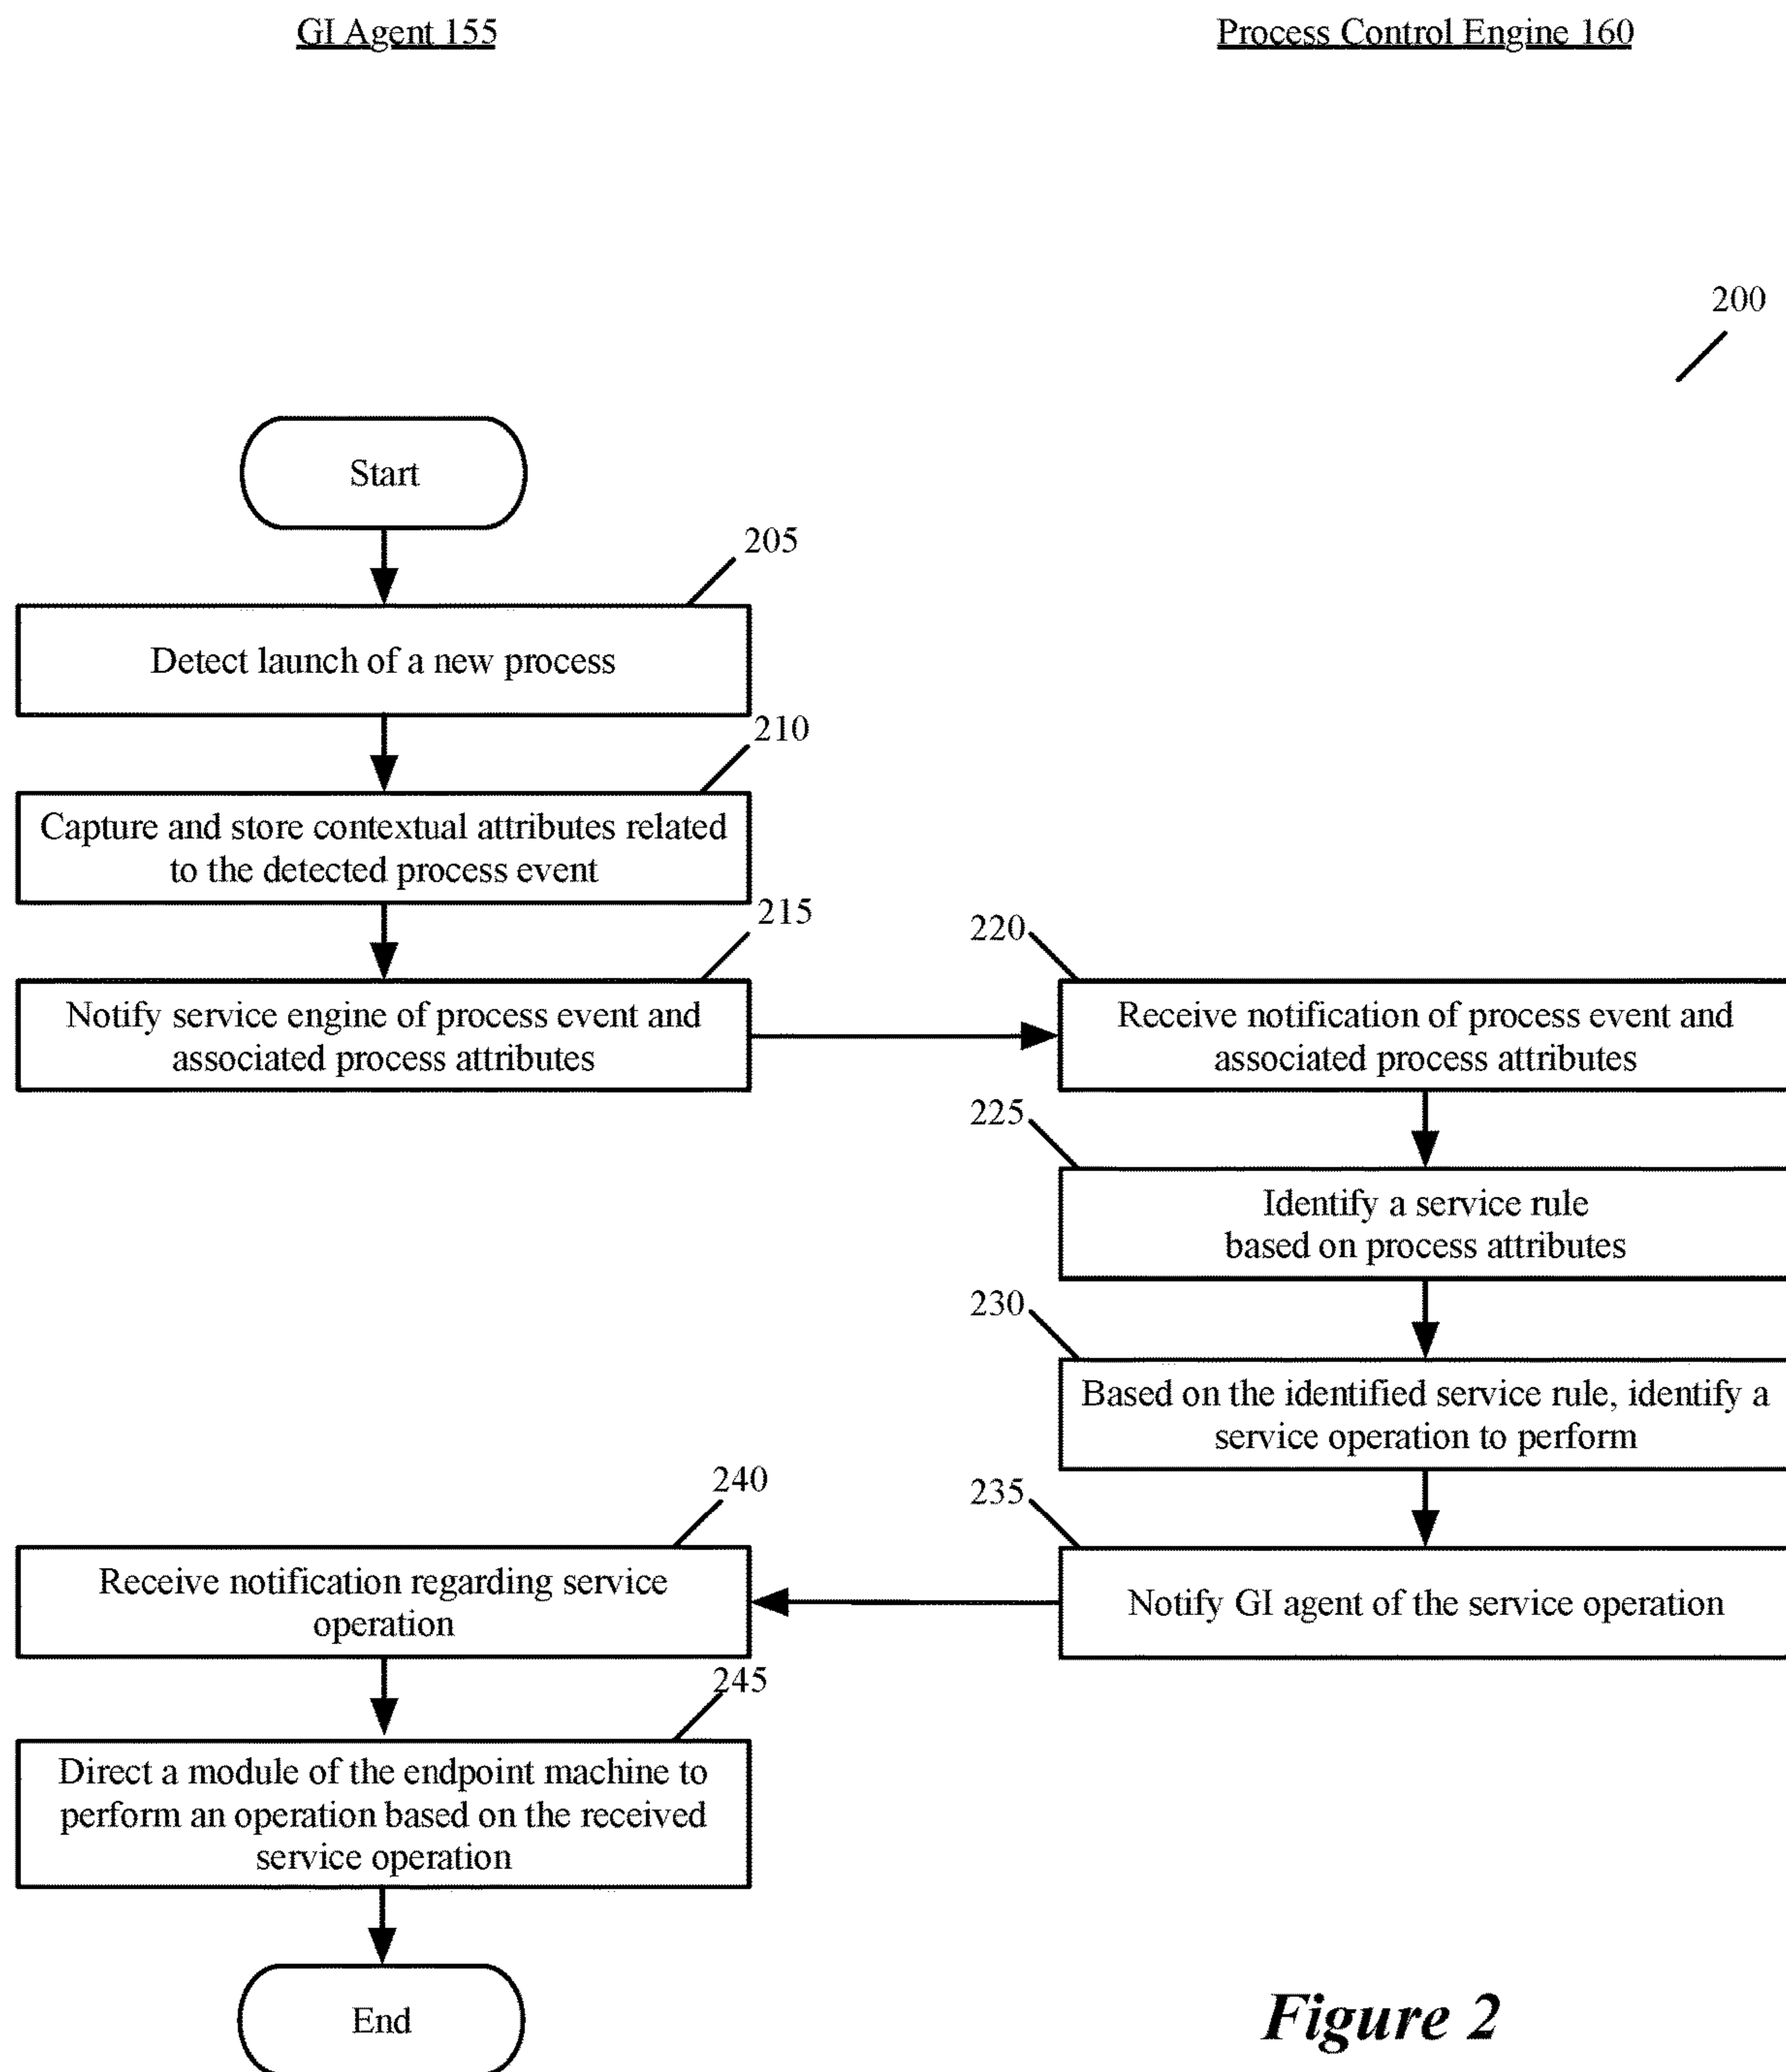 GI Agent 155
Process Control Engine 160
200
Start
205
Detect launch of a new process
210
Capture and store contextual attributes related
to the detected process event
215
Notify service engine of process event and
associated process attributes
220
Receive notification of process event and
associated process attributes
225
Identify a service rule
based on process attributes
230
Based on the identified service rule, identify a
service operation to perform
235
Notify GI agent of the service operation
240
Receive notification regarding service
operation
245
Direct a module of the endpoint machine to
perform an operation based on the received
service operation
End
Figure 2